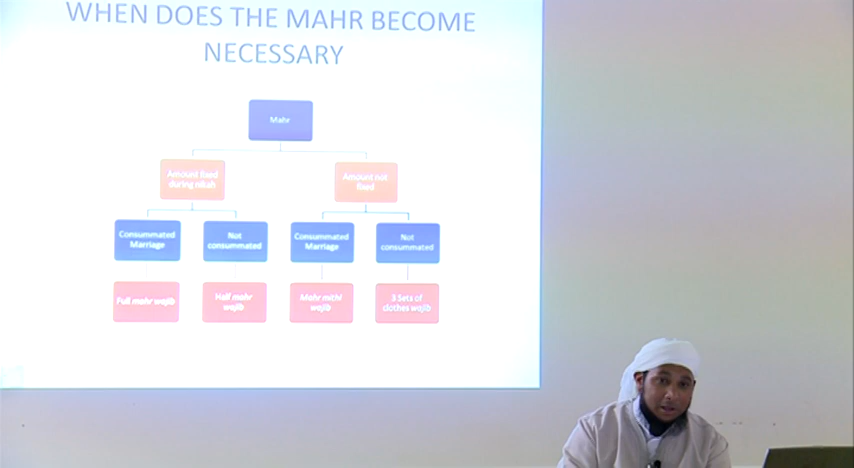 WHEN DOES THE MAHR BECOME
NECESSARY
Mahr
Amount fixed
during nikah
Amount not
fixed
Consummated
Marriage
Not
consummated
Consummated
Marriage
Not
consummated
Full mahr wajib
Half mahr
wajib
Mahr mithl
wajib
3 Sets of
clothes wajib